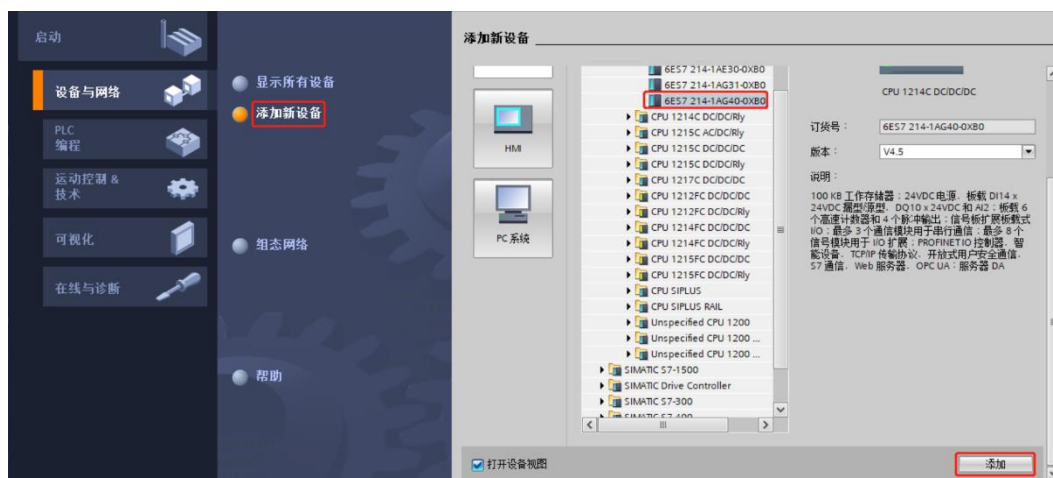 启动
设备与网络
PLC
编程
运动控制 &
技术
可视化
在线与诊断
显示所有设备
添加新设备
组态网络
帮助
添加新设备
HMI
PC 系统
6ES7 214-1AE30-0XB0
6ES7 214-1AG31-0XB0
6ES7 214-1AG40-0XB0
CPU 1214C DC/DC/Rly
CPU 1215C AC/DC/Rly
CPU 1215C DC/DC/DC
CPU 1215C DC/DC/Rly
CPU 1217C DC/DC/DC
CPU 1212FC DC/DC/DC
CPU 1212FC DC/DC/Rly
CPU 1214FC DC/DC/DC
CPU 1214FC DC/DC/Rly
CPU 1215FC DC/DC/DC
CPU 1215FC DC/DC/Rly
CPU SIPLUS
CPU SIPLUS RAIL
Unspecified CPU 1200
Unspecified CPU 1200 ...
Unspecified CPU 1200 ...
SIMATIC S7-1500
SIMATIC Drive Controller
SIMATIC S7-300
SIMATIC S7-400
CPU 1214C DC/DC/DC
订货号：
6ES7 214-1AG40-0XB0
版本：
V4.5
说明：
100 KB 工作存储器；24VDC电源，板载 DI14 x
24VDC 漏型/源型，DQ10 x 24VDC 和 AI2；板载 6
个高速计数器和 4 个脉冲输出；信号板扩展板载式
I/O；最多 3 个通信模块用于串行通信；最多 8 个
信号模块用于 I/O 扩展；PROFINET IO 控制器、智
能设备、TCP/IP 传输协议、开放式用户安全通信、
S7 通信、Web 服务器、OPC UA：服务器 DA
打开设备视图
添加